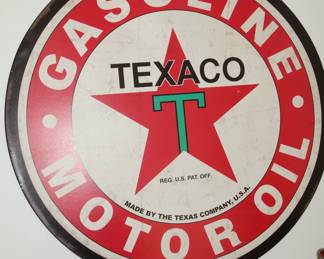 GASOLINE
TEXACO
T
REG. U.S. PAT. OFF.
MADE BY THE TEXAS COMPANY, U.S.A.
MOTOR OIL